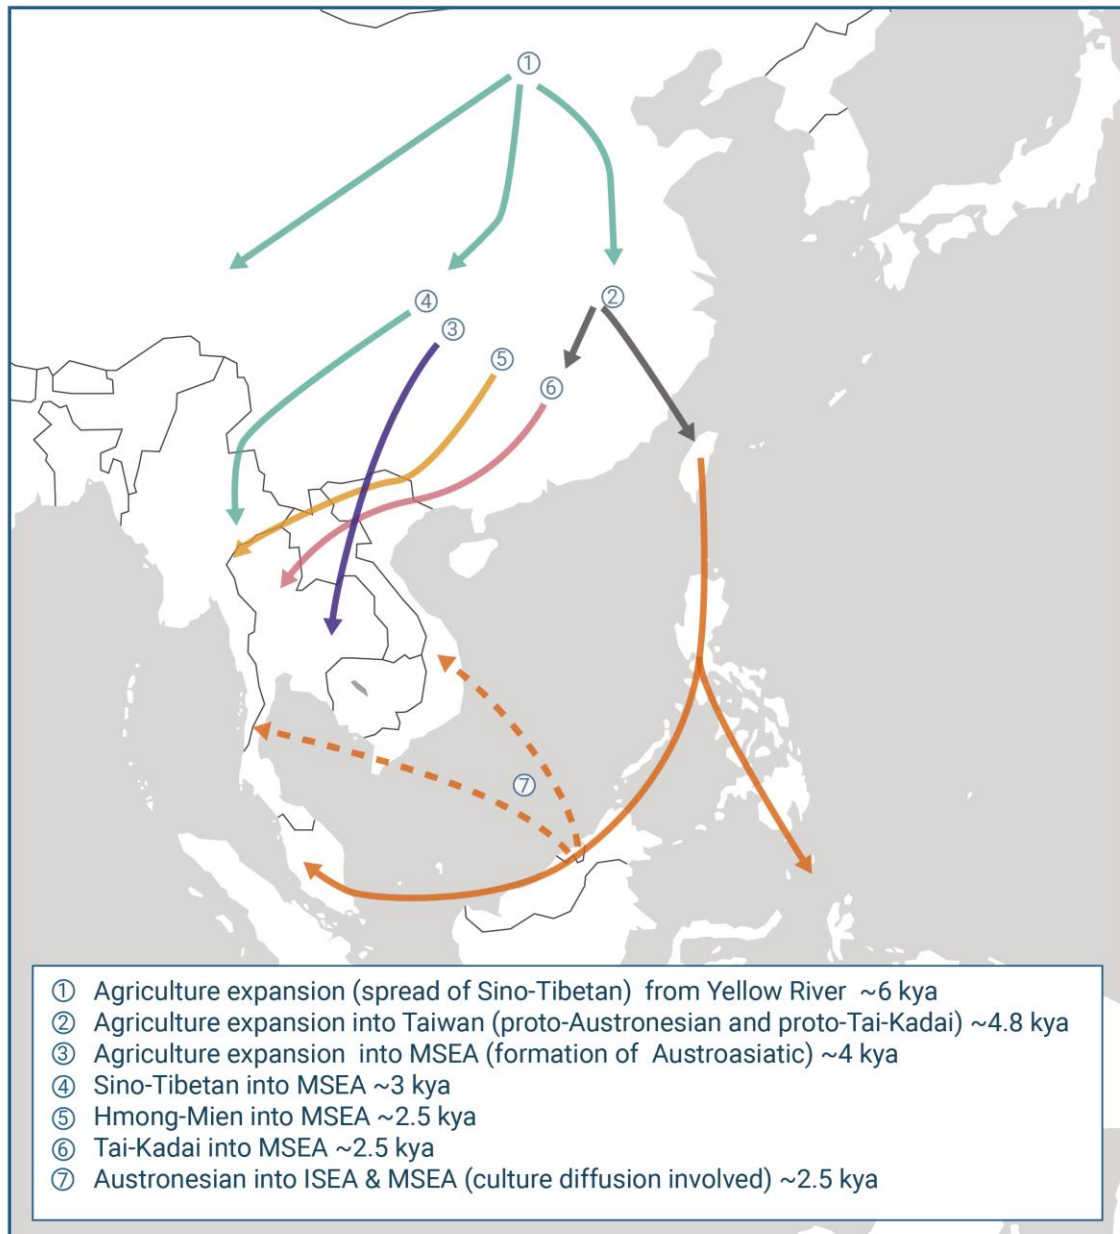 ①
②
④
③
⑤
⑥
⑦
① Agriculture expansion (spread of Sino-Tibetan) from Yellow River ~6 kya
② Agriculture expansion into Taiwan (proto-Austronesian and proto-Tai-Kadai) ~4.8 kya
③ Agriculture expansion into MSEA (formation of Austroasiatic) ~4 kya
④ Sino-Tibetan into MSEA ~3 kya
⑤ Hmong-Mien into MSEA ~2.5 kya
⑥ Tai-Kadai into MSEA ~2.5 kya
⑦ Austronesian into ISEA & MSEA (culture diffusion involved) ~2.5 kya